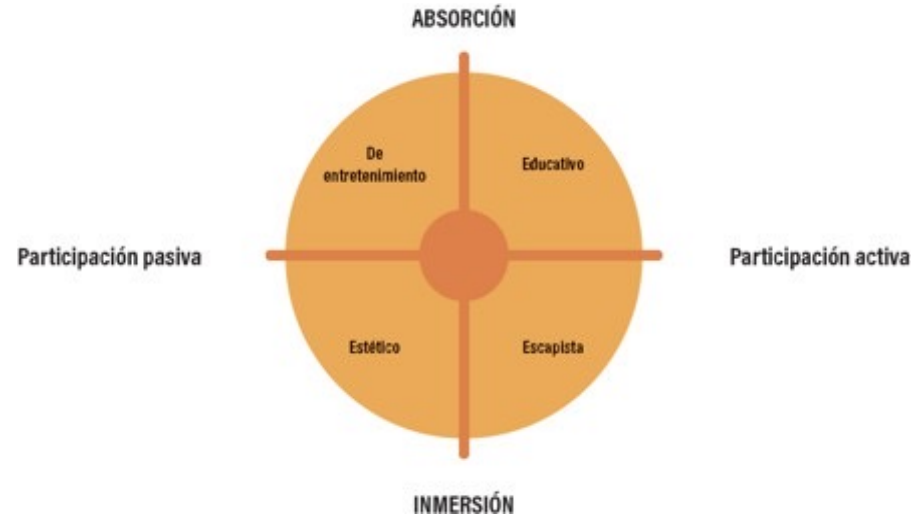 ABSORCIÓN
De
entretenimiento
Educativo
Participación pasiva
Participación activa
Estético
Escapista
INMERSIÓN